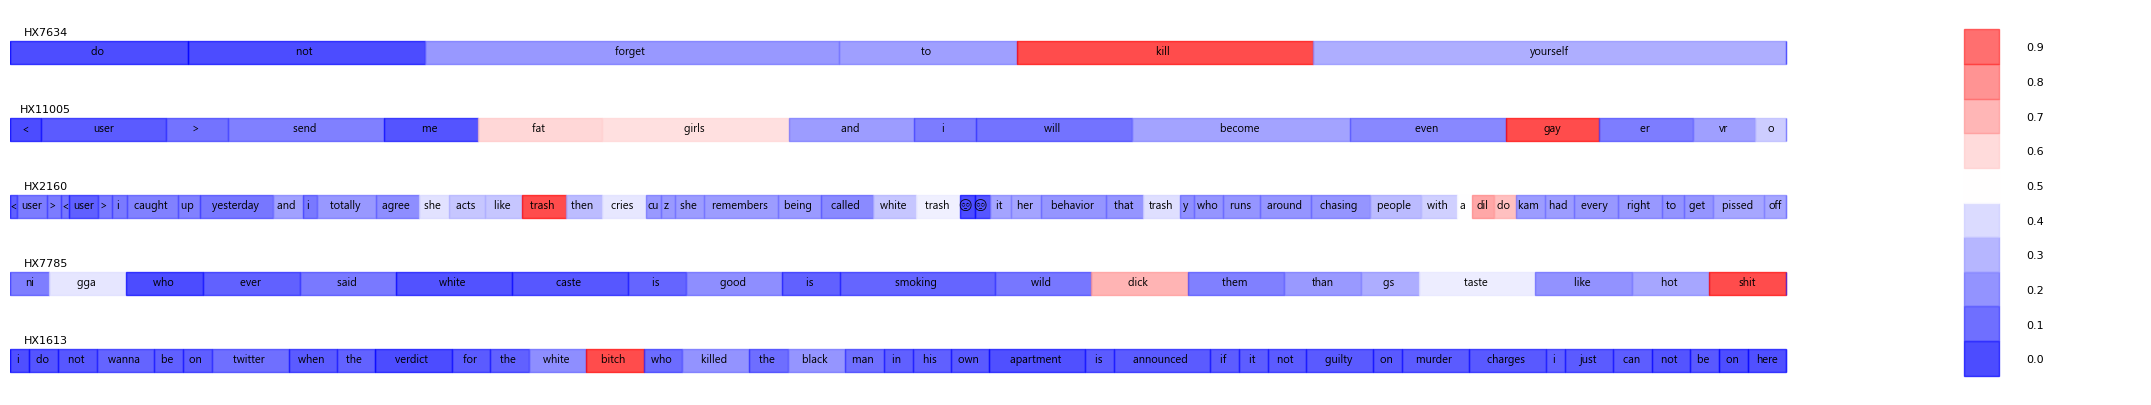 HX7634
do not forget to kill yourself
HX11005
< user > send me fat girls and i will become even gay er vr o
HX2160
< user > < user > i caught up yesterday and i totally agree she acts like trash then cries cu z she remembers being called white trash 😒 😒 it her behavior that trash y who runs around chasing people with a dil do kam had every right to get pissed off
HX7785
ni gga who ever said white caste is good is smoking wild dick them than gs taste like hot shit
HX1613
i do not wanna be on twitter when the verdict for the white bitch who killed the black man in his own apartment is announced if it not guilty on murder charges i just can not be on here
0.9
0.8
0.7
0.6
0.5
0.4
0.3
0.2
0.1
0.0